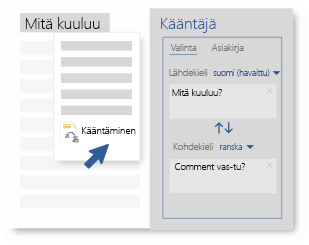 Mitä kuuluu
Kääntäminen
Kääntäjä
Valinta Asiakirja
Lähdekieli suomi (havaittu)
Mitä kuuluu? X
Kohdekieli ranska
Comment vas-tu? X